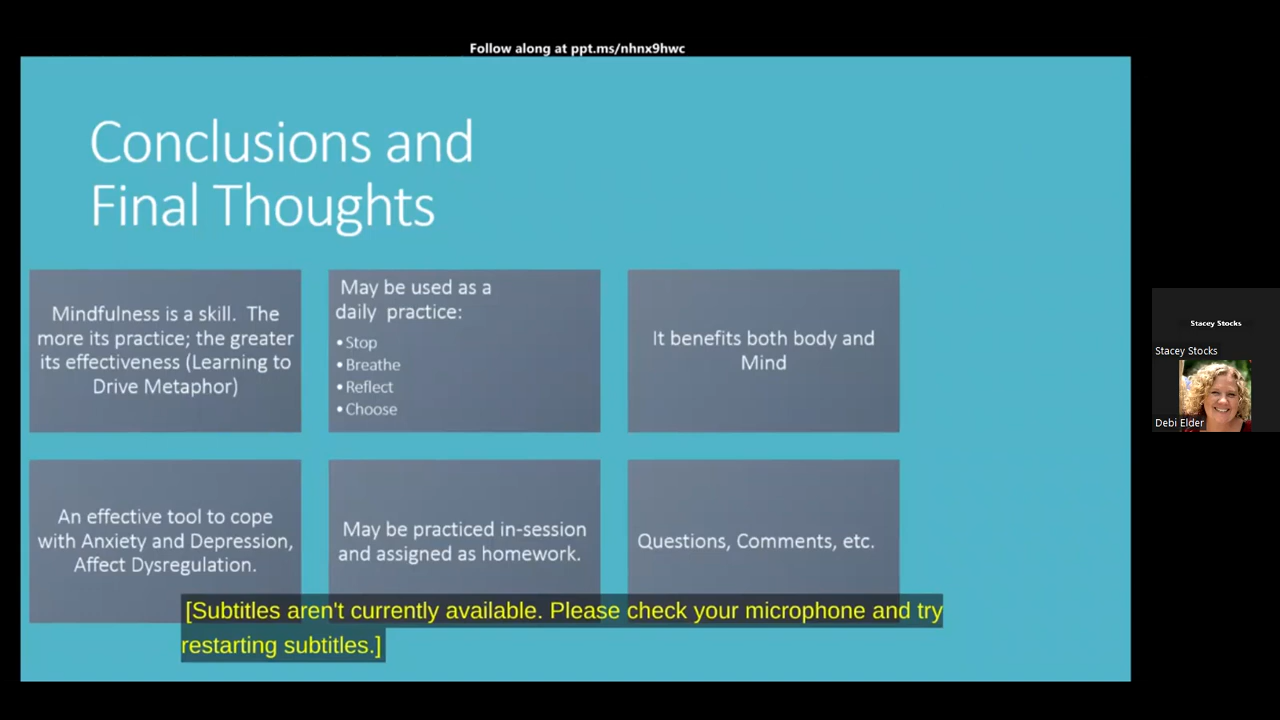 Follow along at ppt.ms/nhnx9hwc
Conclusions and
Final Thoughts
Mindfulness is a skill. The
more its practice; the greater
its effectiveness (Learning to
Drive Metaphor)
May be used as a
daily practice:
•Stop
•Breathe
•Reflect
•Choose
It benefits both body and
Mind
An effective tool to cope
with Anxiety and Depression,
Affect Dysregulation.
May be practiced in-session
and assigned as homework.
Questions, Comments, etc.
[Subtitles aren't currently available. Please check your microphone and try
restarting subtitles.]
Stacey Stocks
Stacey Stocks
Debi Elder